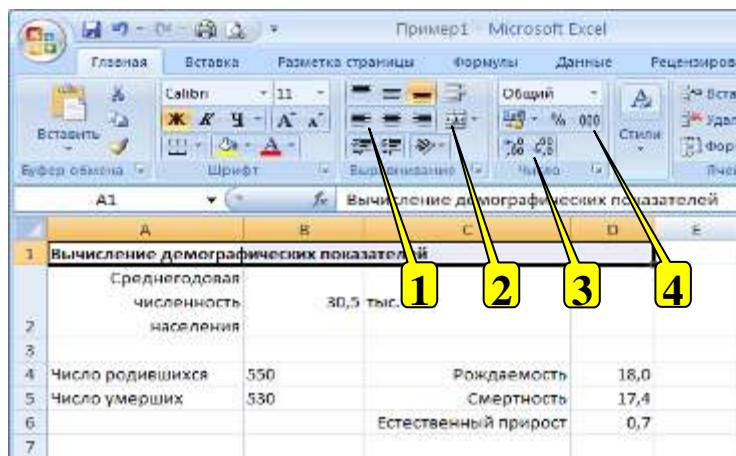 Пример1 - Microsoft Excel
Главная Вставка Разметка страницы Формулы Данные Рецензиров
Calibri 11 Общий
Ж К Ч % 000
Вставить Стили
Буфер обмена Шрифт Выравнивание Число
A1 fx Вычисление демографических показателей
A B C D E
1 Вычисление демографических показателей
Среднегодовая
численность 30,5 тыс.
2 населения
3
4 Число родившихся 550 Рождаемость 18,0
5 Число умерших 530 Смертность 17,4
6 Естественный прирост 0,7
7
1 2 3 4